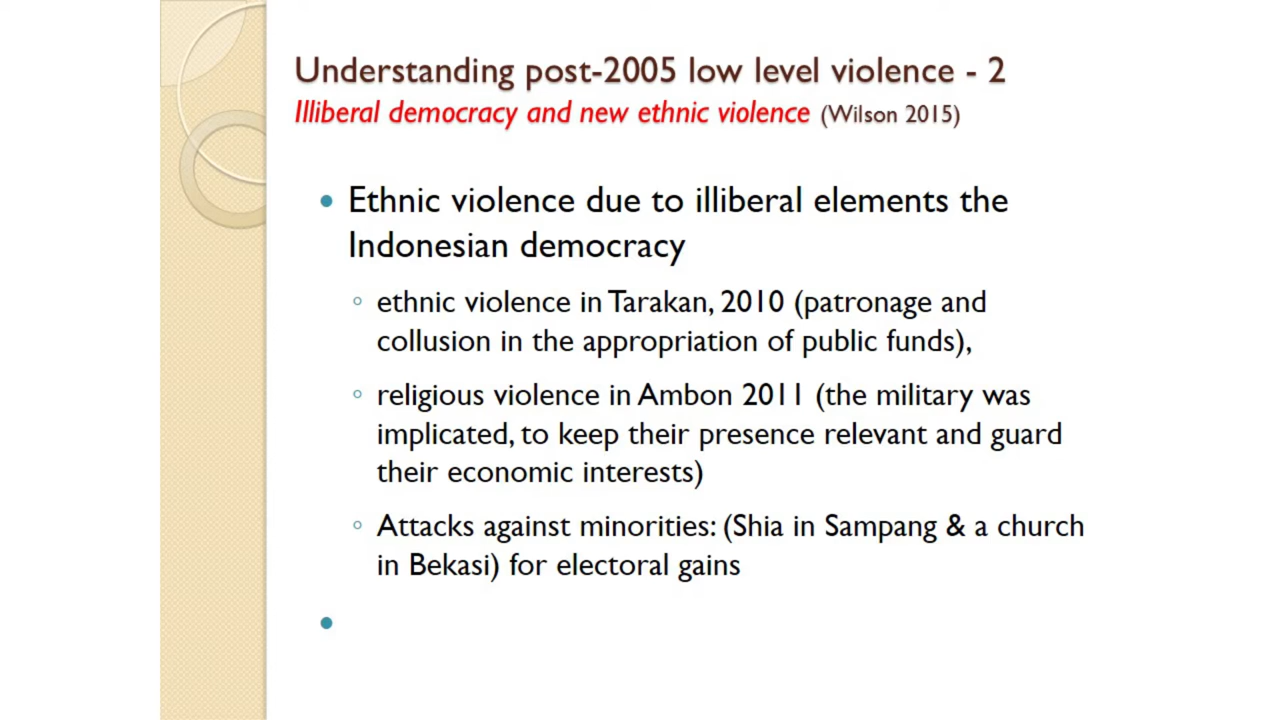 Understanding post-2005 low level violence - 2
Illiberal democracy and new ethnic violence (Wilson 2015)
• Ethnic violence due to illiberal elements the
Indonesian democracy
◦ ethnic violence in Tarakan, 2010 (patronage and
collusion in the appropriation of public funds),
◦ religious violence in Ambon 2011 (the military was
implicated, to keep their presence relevant and guard
their economic interests)
◦ Attacks against minorities: (Shia in Sampang & a church
in Bekasi) for electoral gains
•